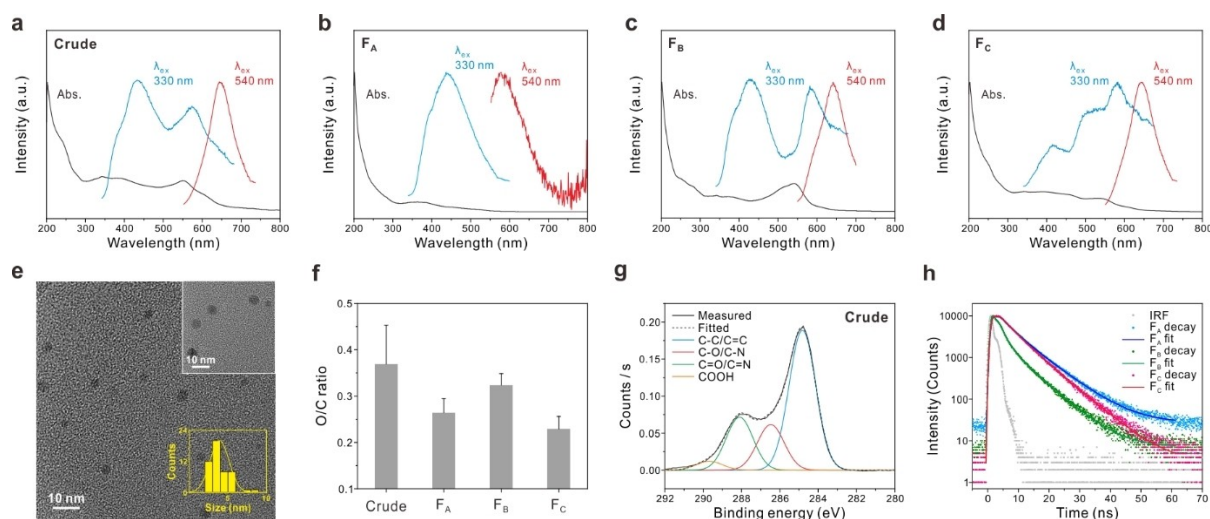 a
Crude
Abs.
λex
330 nm
λex
540 nm
Intensity (a.u.)
200 300 400 500 600 700 800
Wavelength (nm)
b
FA
Abs.
λex
330 nm
λex
540 nm
Intensity (a.u.)
200 300 400 500 600 700 800
Wavelength (nm)
c
FB
Abs.
λex
330 nm
λex
540 nm
Intensity (a.u.)
200 300 400 500 600 700 800
Wavelength (nm)
d
FC
Abs.
λex
330 nm
λex
540 nm
Intensity (a.u.)
200 300 400 500 600 700 800
Wavelength (nm)
e
10 nm
10 nm
Counts
24
12
0
0 5 10
Size (nm)
f
O/C ratio
0.5
0.4
0.3
0.2
0.1
Crude FA FB FC
g
Crude
Measured
Fitted
C-C/C=C
C-O/C-N
C=O/C=N
COOH
Counts / s
0.20
0.15
0.10
0.05
0.00
292 290 288 286 284 282 280
Binding energy (eV)
h
IRF
FA decay
FA fit
FB decay
FB fit
FC decay
FC fit
Intensity (Counts)
10000
1000
100
10
1
-10 0 10 20 30 40 50 60 70
Time (ns)